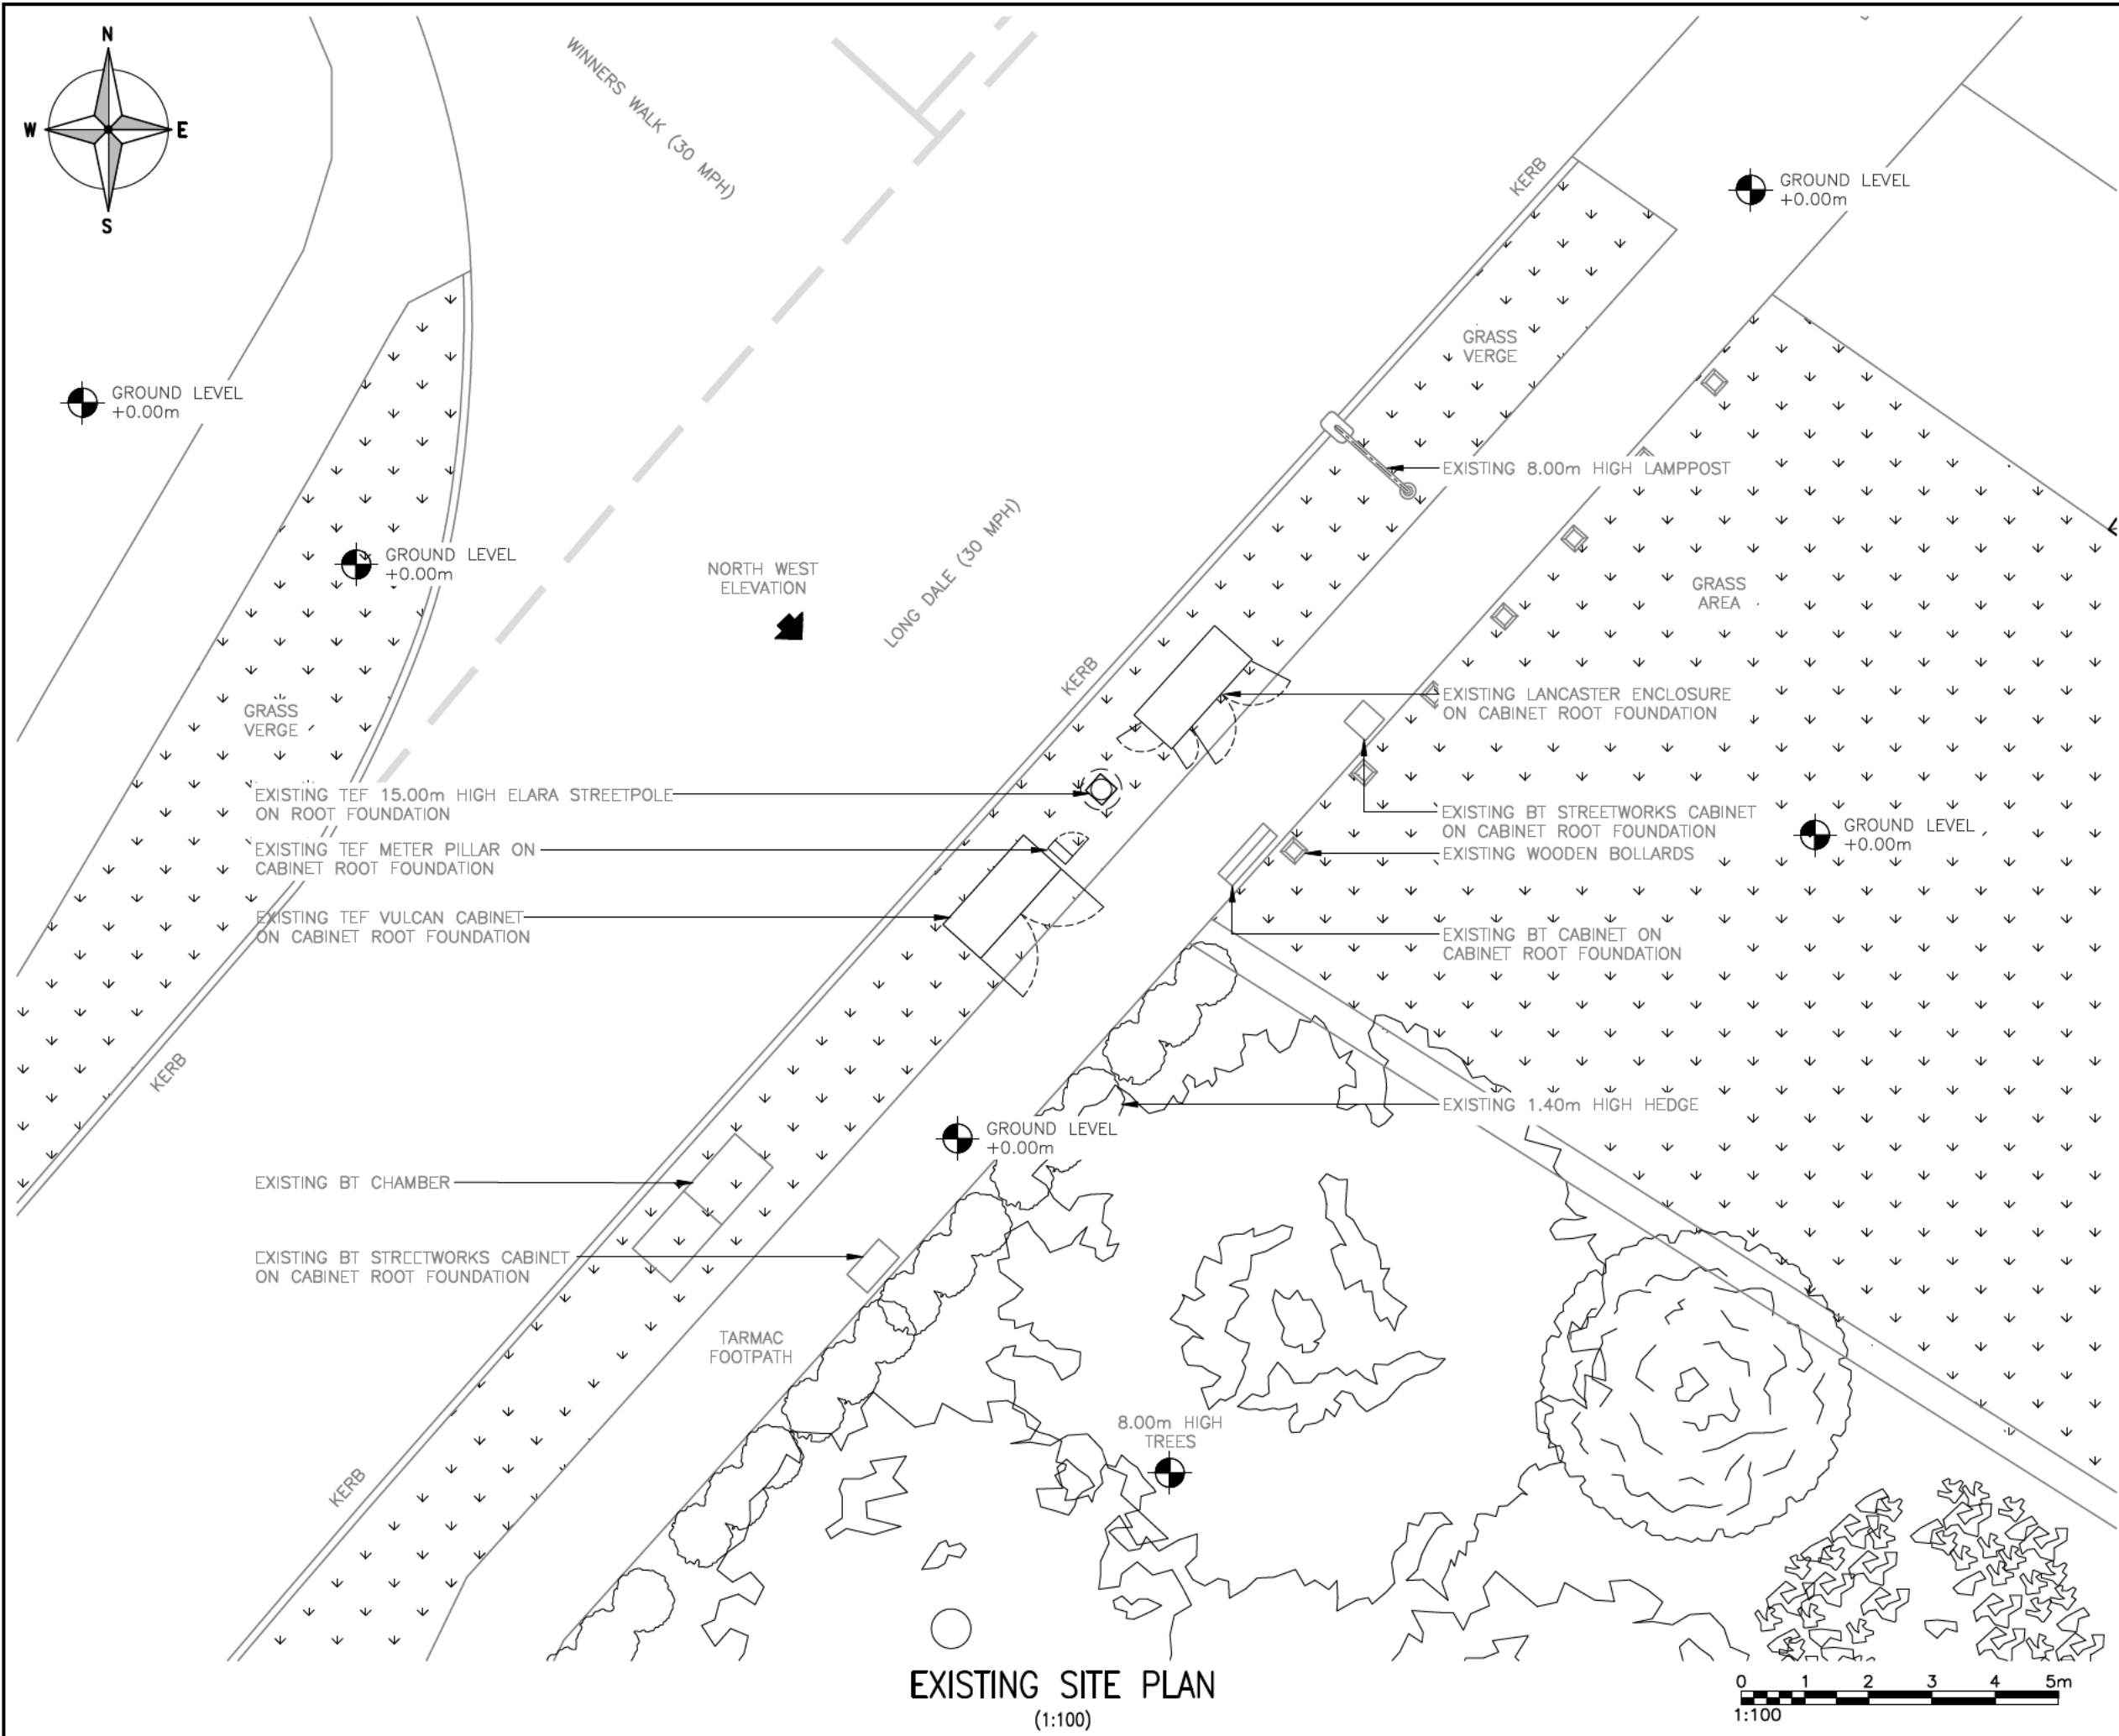 N
W
E
S
WINNERS WALK (30 MPH)
KERB
GROUND LEVEL
+0.00m
GROUND LEVEL
+0.00m
GRASS
VERGE
EXISTING 8.00m HIGH LAMPPOST
GROUND LEVEL
+0.00m
NORTH WEST
ELEVATION
LONG DALE (30 MPH)
GRASS
AREA
KERB
GRASS
VERGE
EXISTING LANCASTER ENCLOSURE
ON CABINET ROOT FOUNDATION
EXISTING TEF 15.00m HIGH ELARA STREETPOLE
ON ROOT FOUNDATION
EXISTING BT STREETWORKS CABINET
ON CABINET ROOT FOUNDATION
GROUND LEVEL
+0.00m
EXISTING TEF METER PILLAR ON
CABINET ROOT FOUNDATION
EXISTING WOODEN BOLLARDS
EXISTING TEF VULCAN CABINET
ON CABINET ROOT FOUNDATION
EXISTING BT CABINET ON
CABINET ROOT FOUNDATION
KERB
EXISTING 1.40m HIGH HEDGE
GROUND LEVEL
+0.00m
EXISTING BT CHAMBER
EXISTING BT STREETWORKS CABINET
ON CABINET ROOT FOUNDATION
TARMAC
FOOTPATH
8.00m HIGH
TREES
KERB
EXISTING SITE PLAN
(1:100)
0 1 2 3 4 5m
1:100